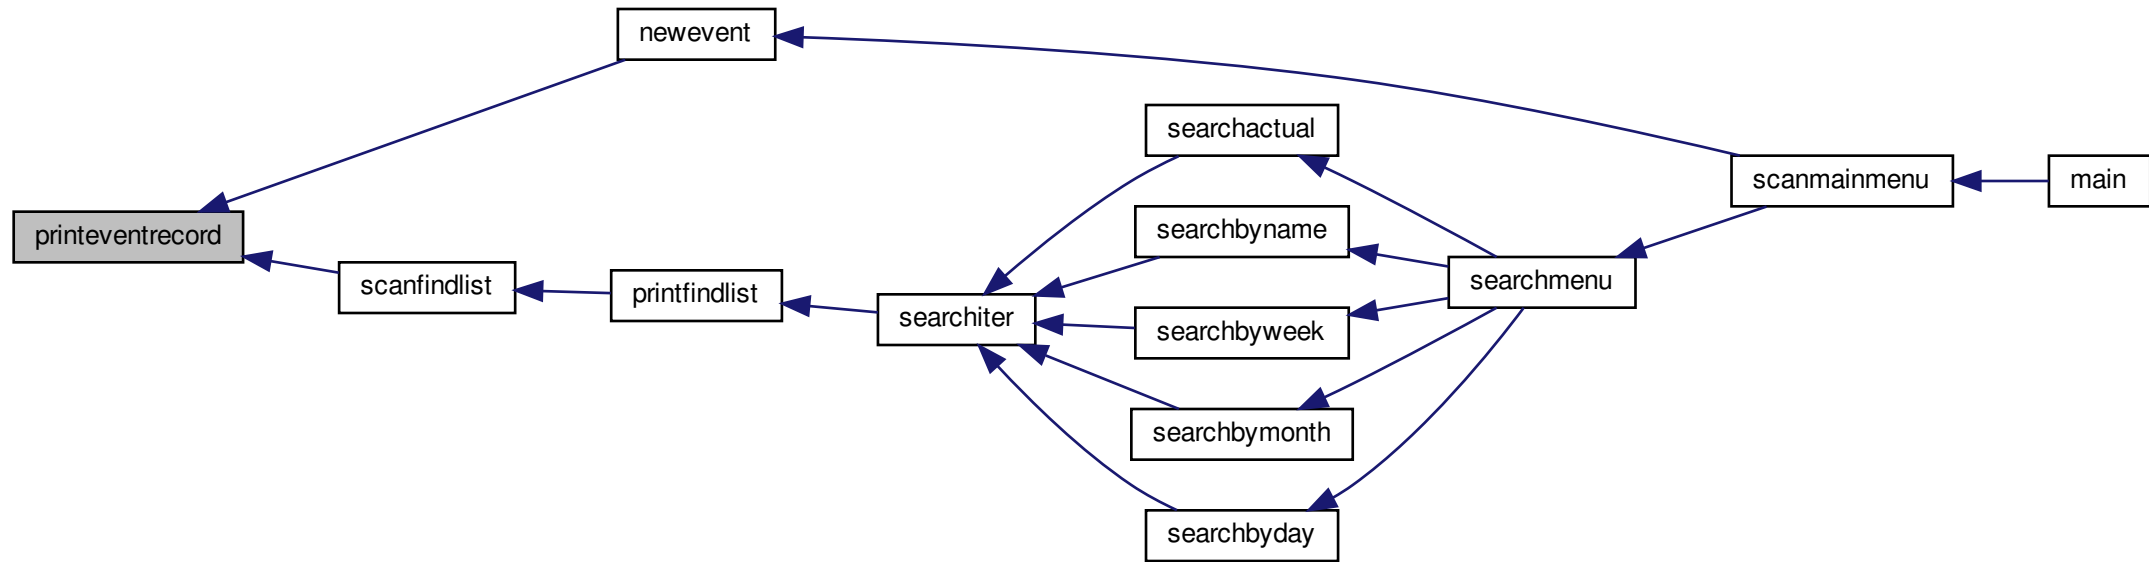 newevent
searchactual
scanmainmenu
main
searchbyname
printeventrecord
scanfindlist
printfindlist
searchmenu
searchiter
searchbyweek
searchbymonth
searchbyday